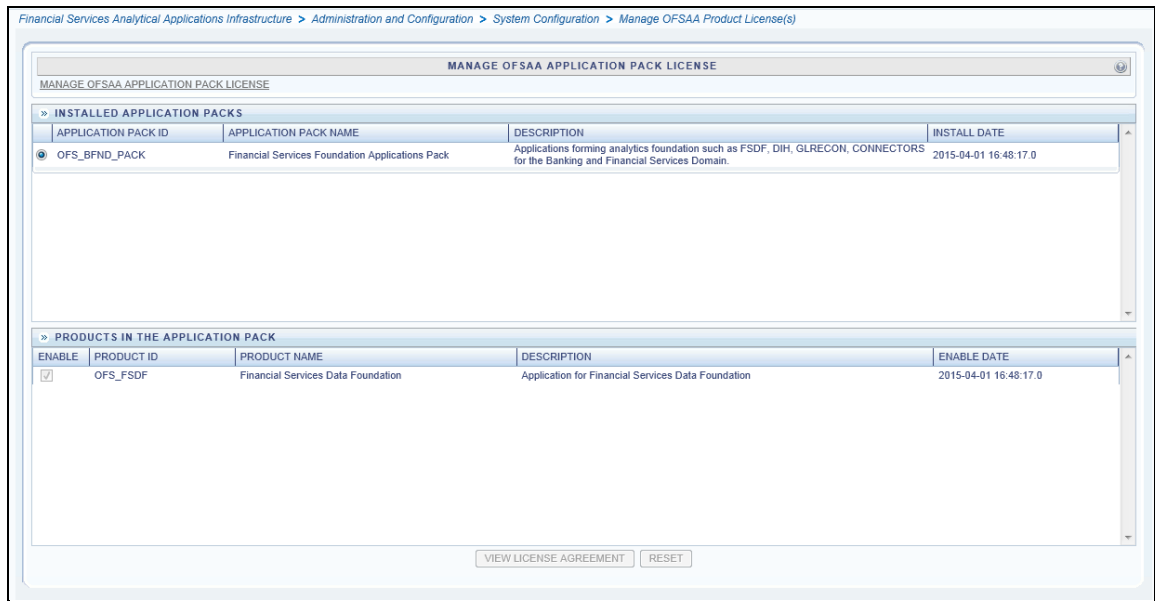 Financial Services Analytical Applications Infrastructure > Administration and Configuration > System Configuration > Manage OFSAA Product License(s)
MANAGE OFSAA APPLICATION PACK LICENSE
MANAGE OFSAA APPLICATION PACK LICENSE
» INSTALLED APPLICATION PACKS
APPLICATION PACK ID APPLICATION PACK NAME DESCRIPTION INSTALL DATE
OFS_BFND_PACK Financial Services Foundation Applications Pack Applications forming analytics foundation such as FSDF, DIH, GLRECON, CONNECTORS 2015-04-01 16:48:17.0
for the Banking and Financial Services Domain.
» PRODUCTS IN THE APPLICATION PACK
ENABLE PRODUCT ID PRODUCT NAME DESCRIPTION ENABLE DATE
OFS_FSDF Financial Services Data Foundation Application for Financial Services Data Foundation 2015-04-01 16:48:17.0
VIEW LICENSE AGREEMENT RESET